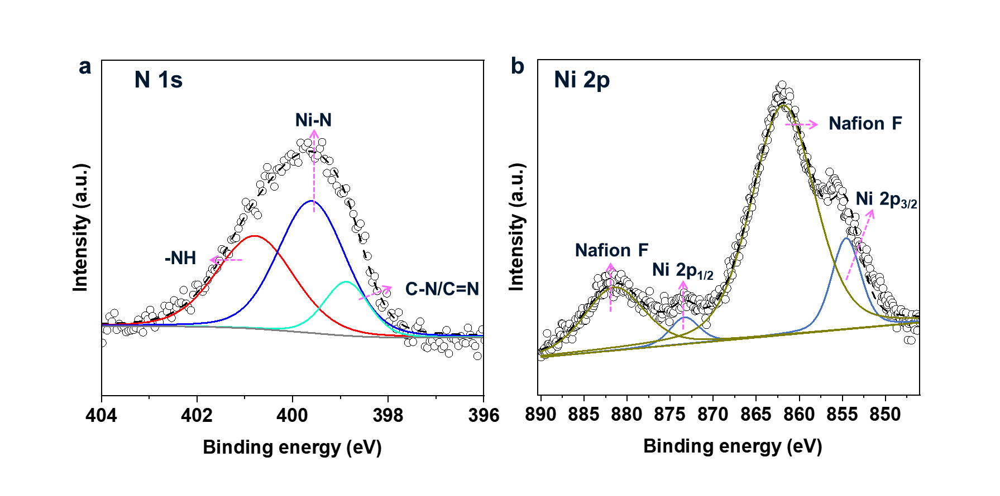 a
N 1s
Ni-N
-NH
C-N/C=N
Intensity (a.u.)
404 402 400 398 396
Binding energy (eV)
b
Ni 2p
Nafion F
Ni 2p3/2
Nafion F
Ni 2p1/2
Intensity (a.u.)
890 885 880 875 870 865 860 855 850
Binding energy (eV)